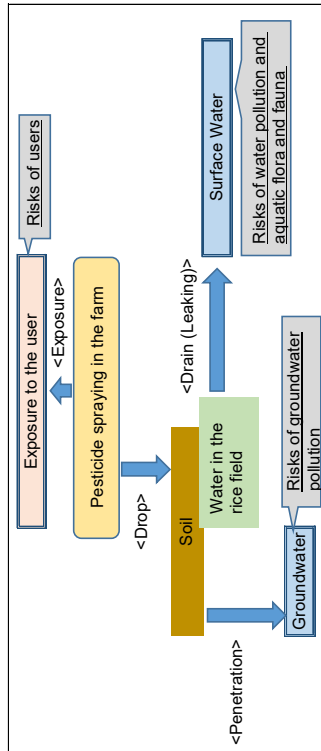 Risks of users
Exposure to the user
<Exposure>
Pesticide spraying in the farm
<Drop>
Soil
Water in the
rice field
<Drain (Leaking)>
Surface Water
Risks of water pollution and
aquatic flora and fauna
<Penetration>
Groundwater
Risks of groundwater
pollution